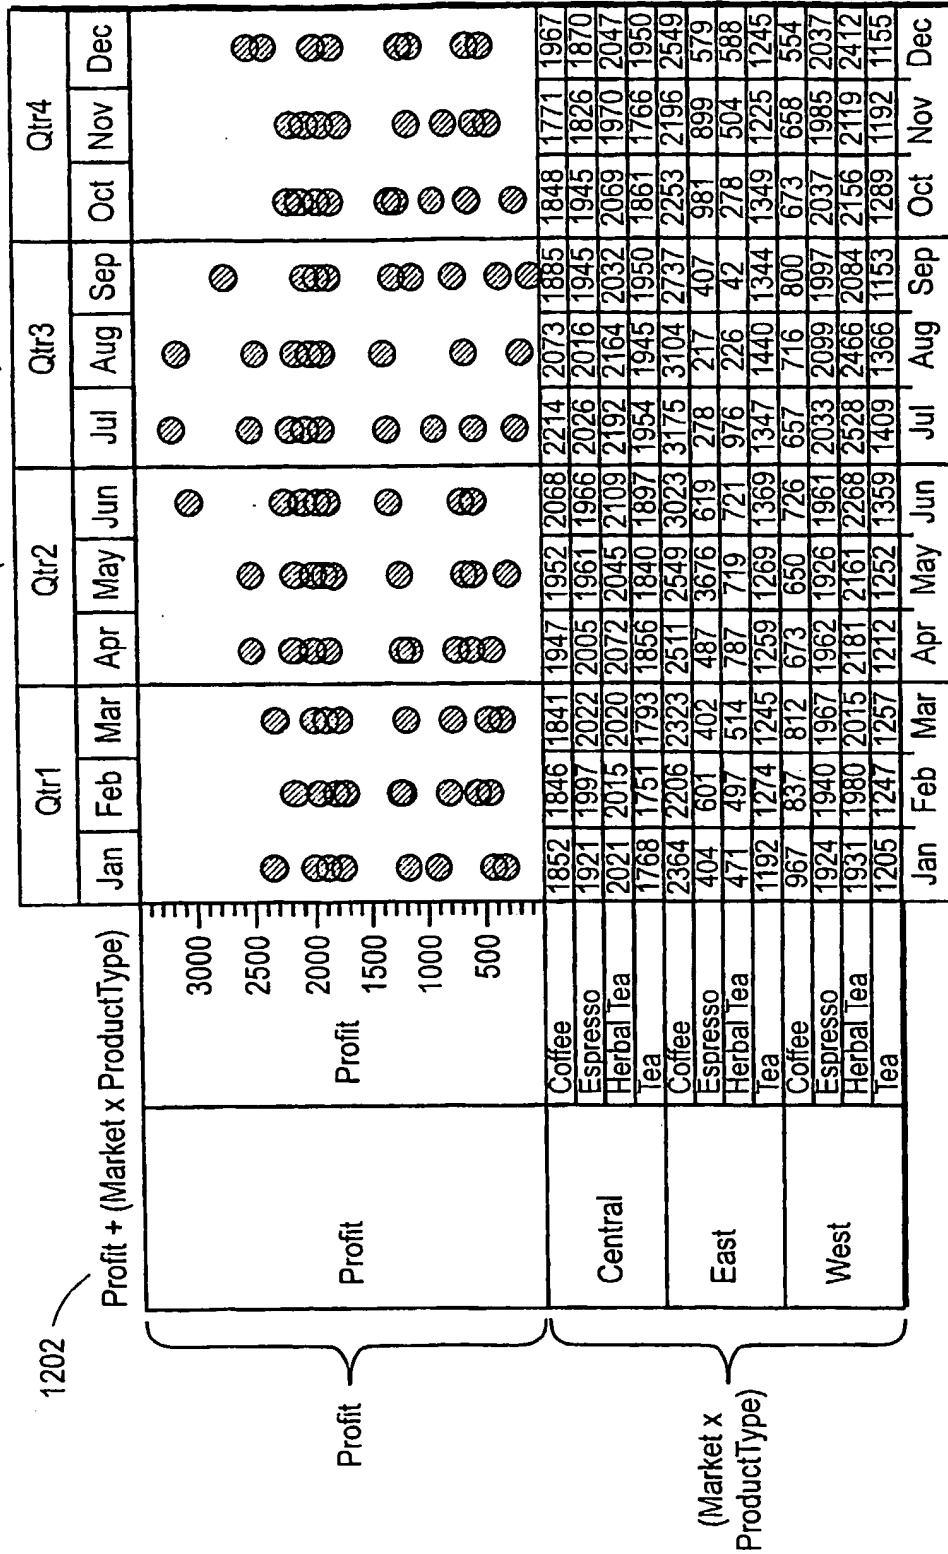 1202
Qtr1 Qtr2 Qtr3 Qtr4
Profit + (Market x ProductType)
Jan Feb Mar Apr May Jun Jul Aug Sep Oct Nov Dec
3000
2500
2000
Profit Profit Profit
1500
1000
500
Coffee 1852 1846 1841 1947 1952 2068 2214 2073 1885 1848 1771 1967
Espresso 1921 1997 2022 2005 1961 1966 2026 2016 1945 1945 1826 1870
Central
Herbal Tea 2021 2015 2020 2072 2045 2109 2192 2164 2032 2069 1970 2047
Tea 1768 1751 1793 1856 1840 1897 1954 1945 1950 1861 1766 1950
Coffee 2364 2206 2323 2511 2549 3023 3175 3104 2737 2253 2196 2549
Espresso 404 601 402 487 3676 619 278 217 407 981 899 579
(Market x
ProductType)
East
Herbal Tea 471 497 514 787 719 721 976 226 42 278 504 588
Tea 1192 1274 1245 1259 1269 1369 1347 1440 1344 1349 1225 1245
Coffee 967 837 812 673 650 726 657 716 800 673 658 554
Espresso 1924 1940 1967 1962 1926 1961 2033 2099 1997 2037 1985 2037
West
Herbal Tea 1931 1980 2015 2181 2161 2268 2528 2466 2084 2156 2119 2412
Tea 1205 1247 1257 1212 1252 1359 1409 1366 1153 1289 1192 1155
Jan Feb Mar Apr May Jun Jul Aug Sep Oct Nov Dec